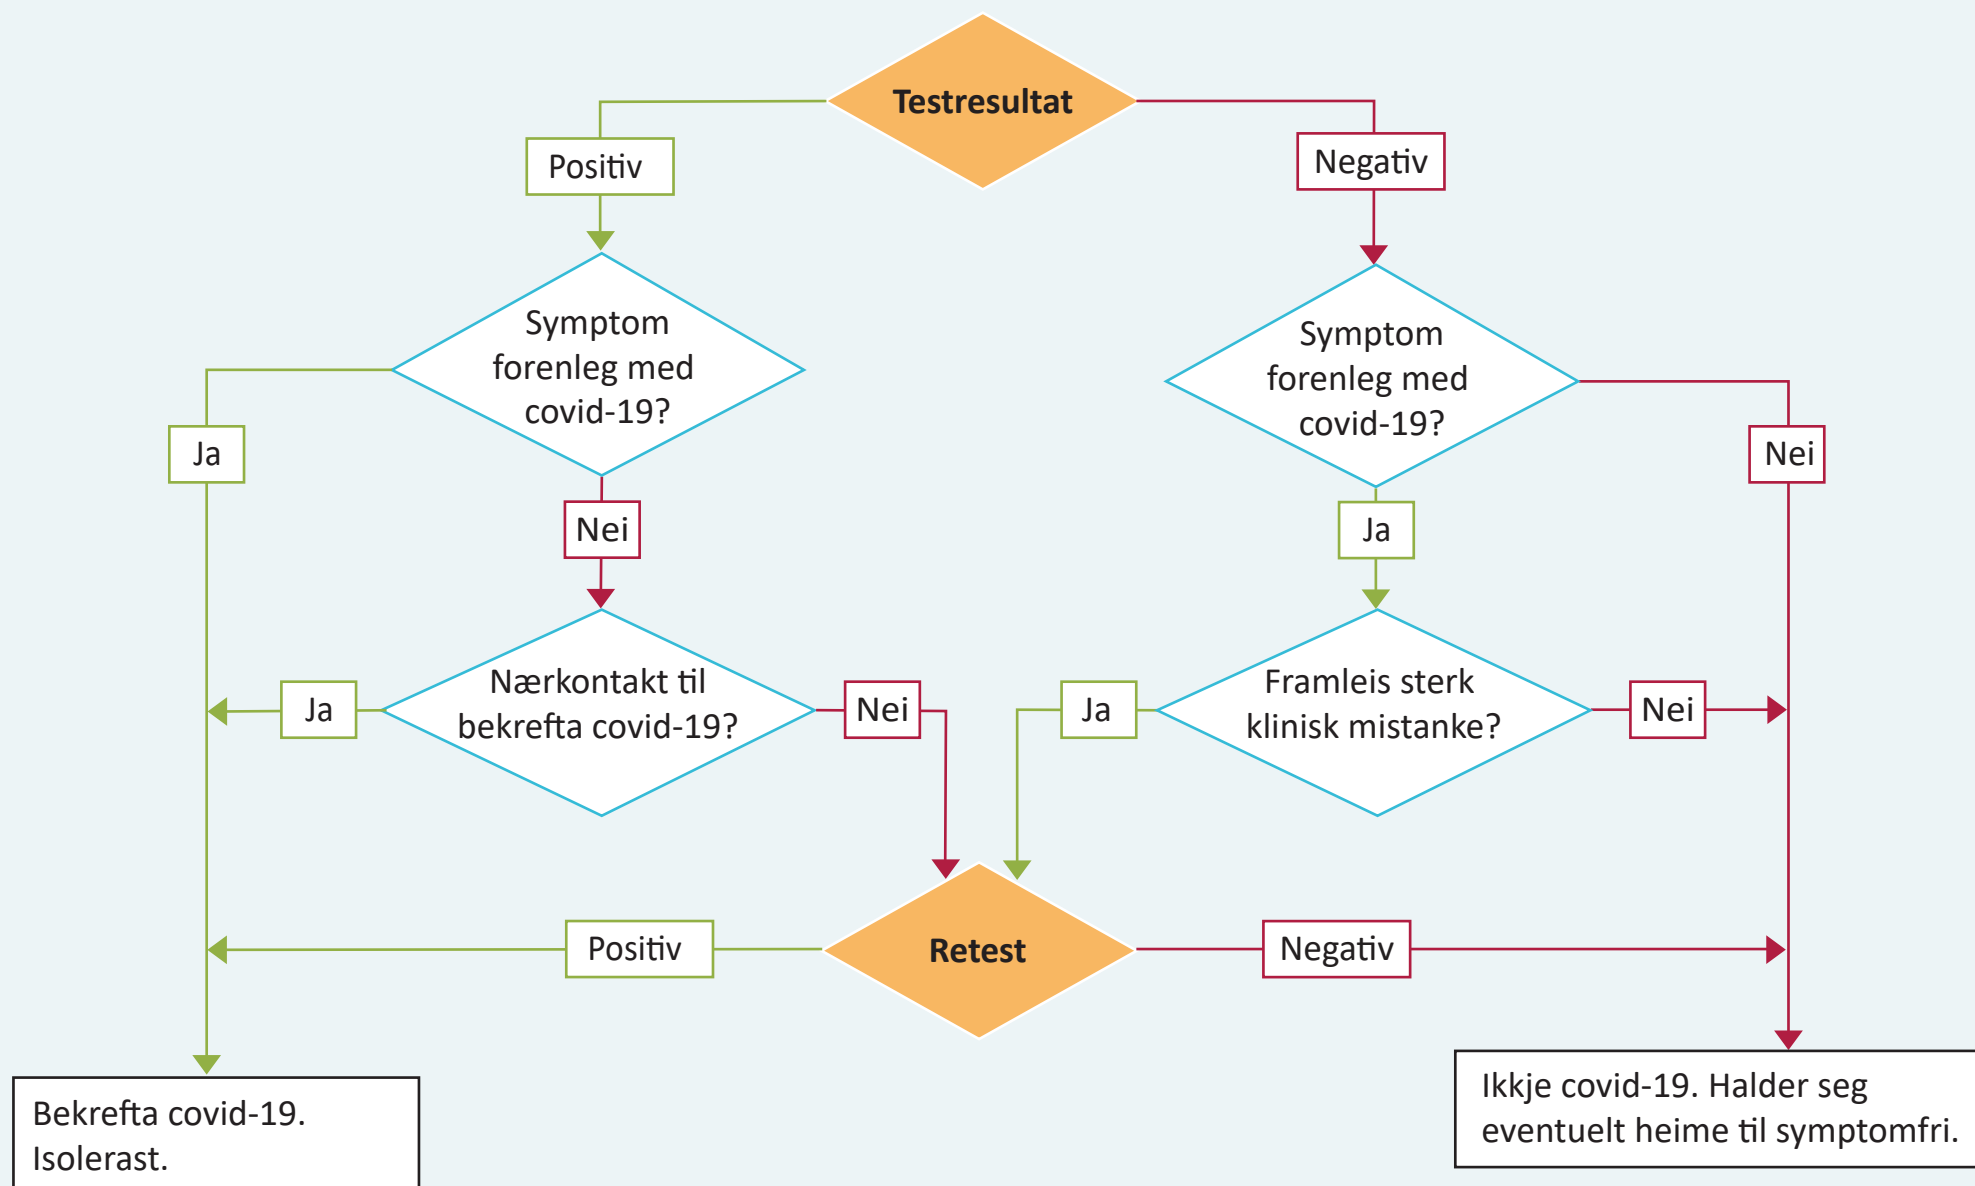 Testresultat
Positiv
Negativ
Symptom
forenleg med
covid-19?
Symptom
forenleg med
covid-19?
Ja
Nei
Nei
Ja
Nærkontakt til
bekrefta covid-19?
Framleis sterk
klinisk mistanke?
Ja
Nei
Ja
Nei
Positiv
Retest
Negativ
Bekrefta covid-19.
Isolerast.
Ikkje covid-19. Halder seg
eventuelt heime til symptomfri.